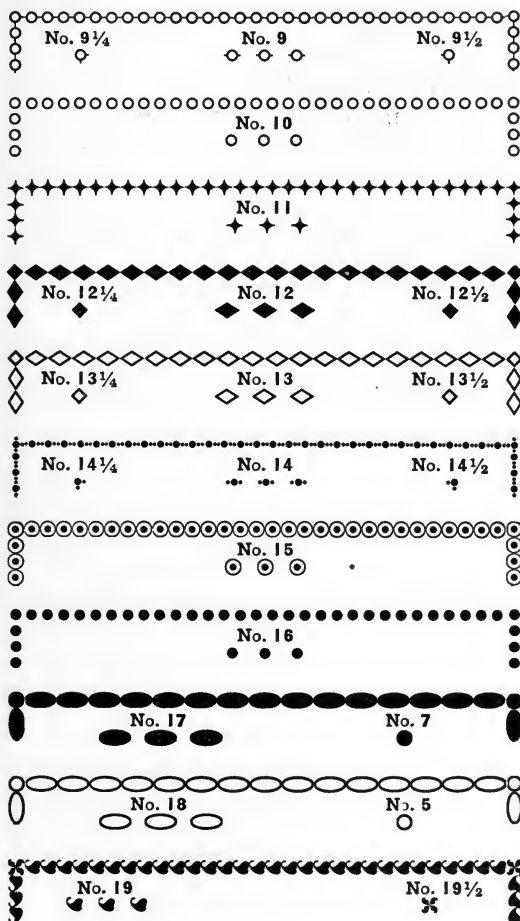 No. 9¼ No. 9 No. 9½
No. 10
No. 11
No. 12¼ No. 12 No. 12½
No. 13¼ No. 13 No. 13½
No. 14¼ No. 14 No. 14½
No. 15
No. 16
No. 17 No. 7
No. 18 No. 5
No. 19 No. 19½